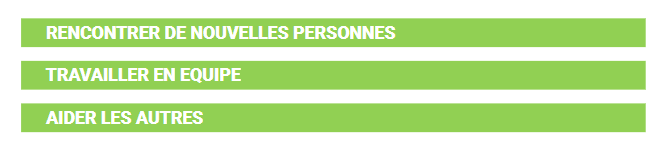 RENCONTRER DE NOUVELLES PERSONNES
TRAVAILLER EN EQUIPE
AIDER LES AUTRES